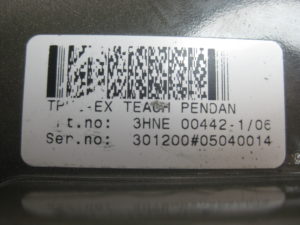 TEACH PENDAN
t.no: 3HNE 00442-1/06
Ser.no: 301200#05040014